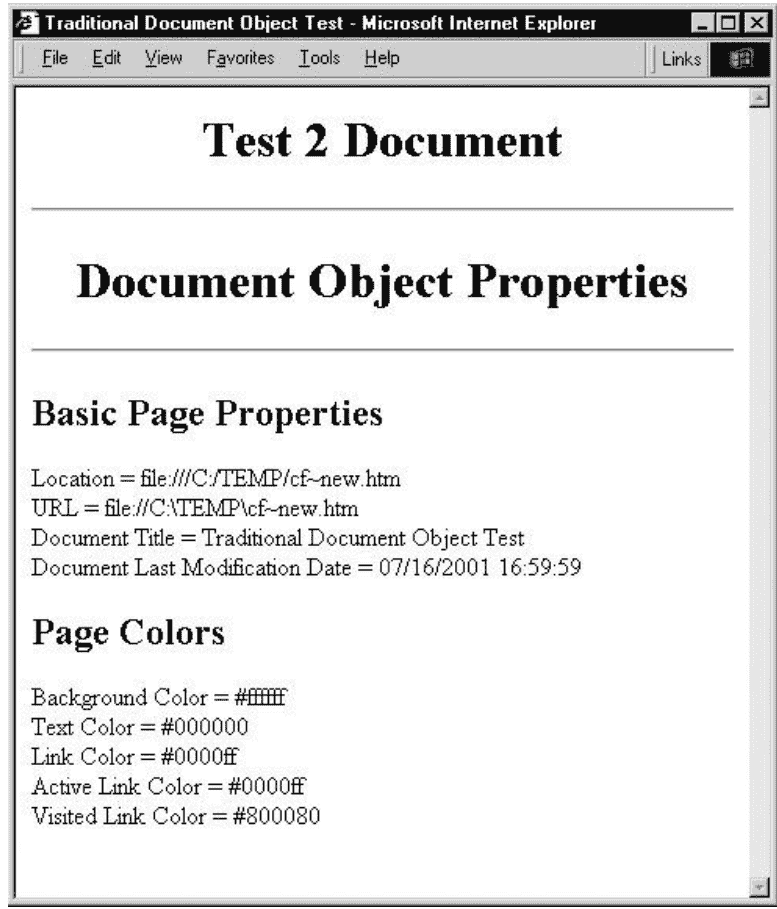 Traditional Document Object Test - Microsoft Internet Explorer
File Edit View Favorites Tools Help Links
Test 2 Document
Document Object Properties
Basic Page Properties
Location = file:///C:/TEMP/cf~new.htm
URL = file://C:\TEMP\cf~new.htm
Document Title = Traditional Document Object Test
Document Last Modification Date = 07/16/2001 16:59:59
Page Colors
Background Color = #ffffff
Text Color = #000000
Link Color = #0000ff
Active Link Color = #0000ff
Visited Link Color = #800080